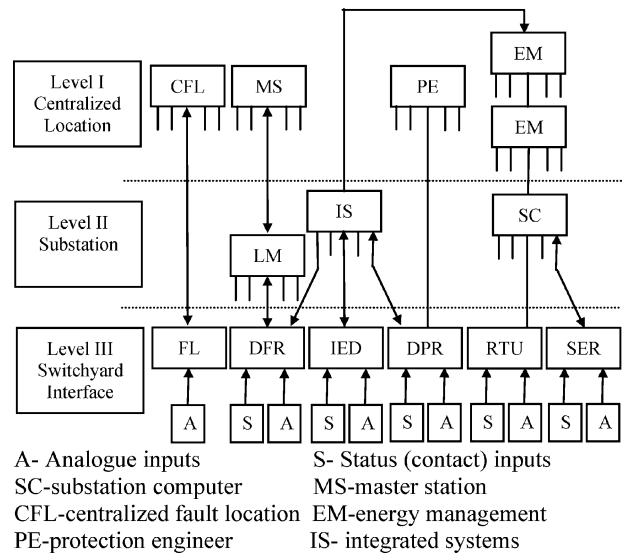 EM
Level I
Centralized
Location
CFL
MS
PE
EM
Level II
Substation
IS
SC
LM
Level III
Switchyard
Interface
FL
DFR
IED
DPR
RTU
SER
A
S
A
S
A
S
A
S
A
S
A
A- Analogue inputs
S- Status (contact) inputs
SC-substation computer
MS-master station
CFL-centralized fault location
EM-energy management
PE-protection engineer
IS- integrated systems